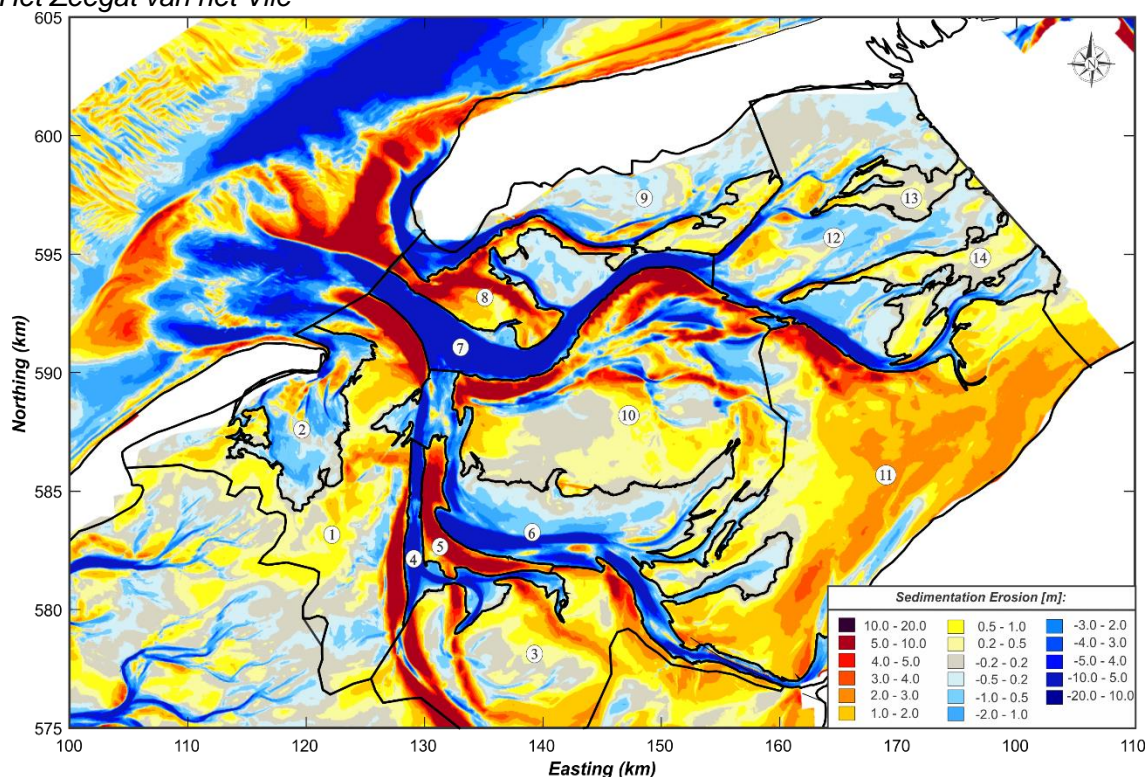 Het Zeegat van het Vlie
605
600
595
590
585
580
575
Northing (km)
N
9
13
12
14
8
7
2
10
11
1
6
5
4
3
Sedimentation Erosion [m]:
10.0 - 20.0
5.0 - 10.0
4.0 - 5.0
3.0 - 4.0
2.0 - 3.0
1.0 - 2.0
0.5 - 1.0
0.2 - 0.5
-0.2 - 0.2
-0.5 - 0.2
-1.0 - 0.5
-2.0 - 1.0
-3.0 - 2.0
-4.0 - 3.0
-5.0 - 4.0
-10.0 - 5.0
-20.0 - 10.0
100 110 120 130 140 150 160 170 100 110
Easting (km)